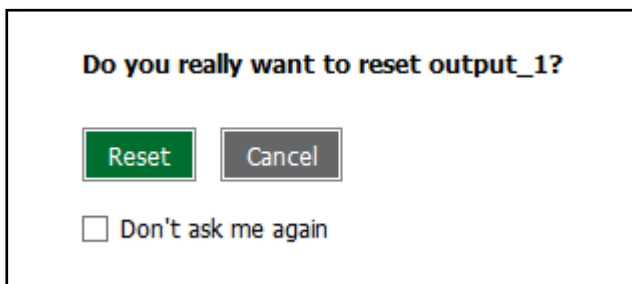 Do you really want to reset output_1?
Reset Cancel
Don't ask me again